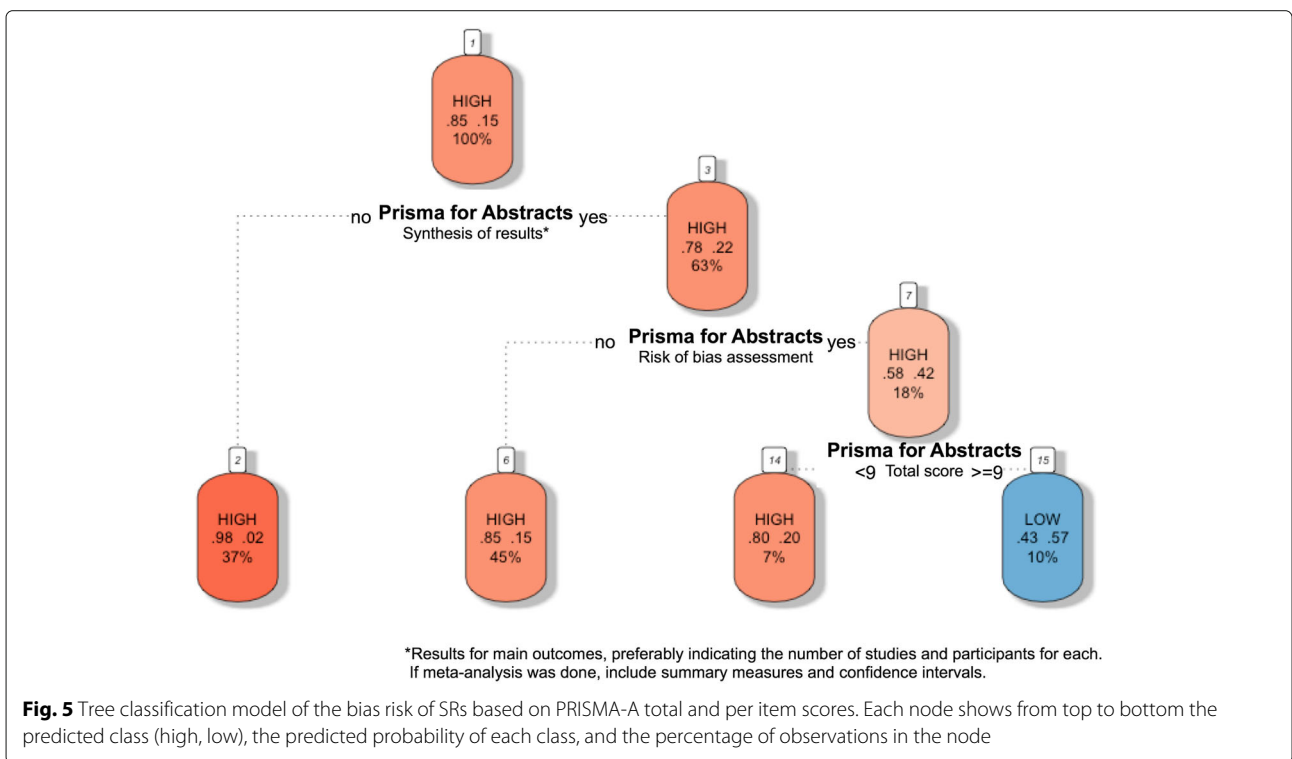 1
HIGH
.85 .15
100%
3
HIGH
.78 .22
63%
no Prisma for Abstracts yes
Synthesis of results*
7
HIGH
.58 .42
18%
no Prisma for Abstracts yes
Risk of bias assessment
2
HIGH
.98 .02
37%
6
HIGH
.85 .15
45%
Prisma for Abstracts
<9 Total score >=9
14
HIGH
.80 .20
7%
15
LOW
.43 .57
10%
*Results for main outcomes, preferably indicating the number of studies and participants for each.
If meta-analysis was done, include summary measures and confidence intervals.
Fig. 5 Tree classification model of the bias risk of SRs based on PRISMA-A total and per item scores. Each node shows from top to bottom the
predicted class (high, low), the predicted probability of each class, and the percentage of observations in the node